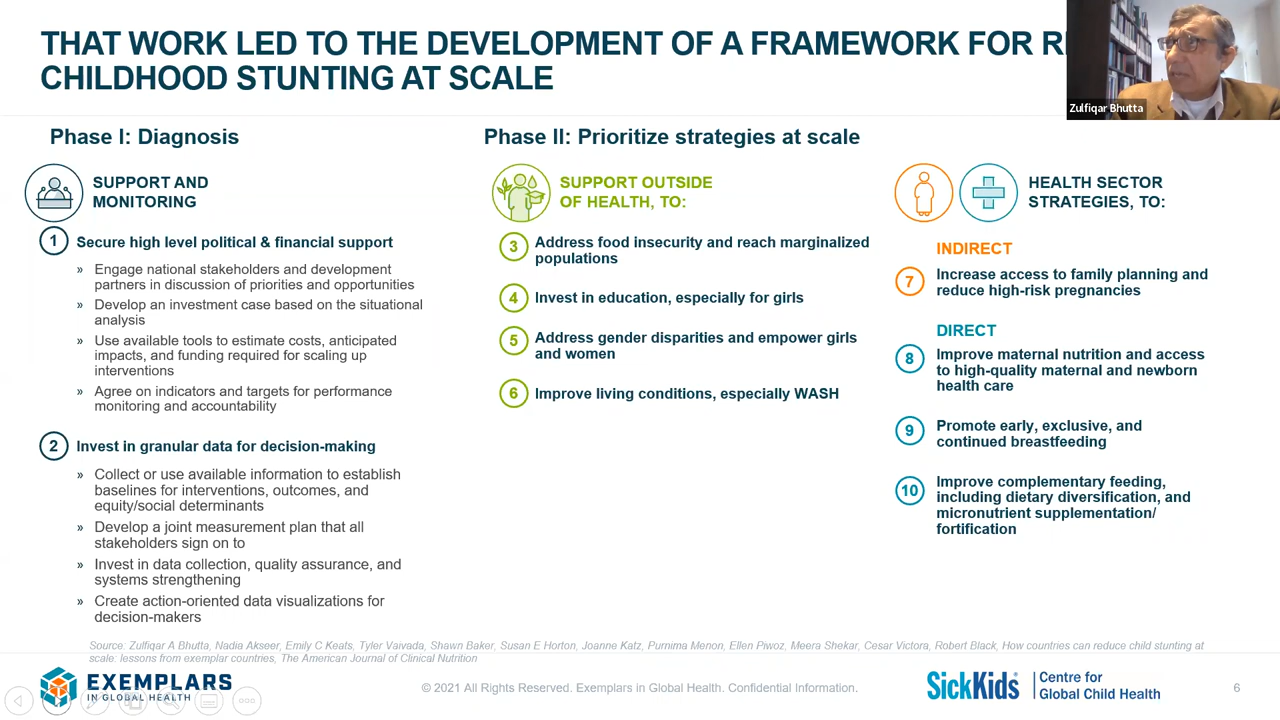 THAT WORK LED TO THE DEVELOPMENT OF A FRAMEWORK FOR
CHILDHOOD STUNTING AT SCALE
Zulfiqar Bhutta
Phase I: Diagnosis
SUPPORT AND
MONITORING
1 Secure high level political & financial support
» Engage national stakeholders and development
partners in discussion of priorities and opportunities
» Develop an investment case based on the situational
analysis
» Use available tools to estimate costs, anticipated
impacts, and funding required for scaling up
interventions
» Agree on indicators and targets for performance
monitoring and accountability
2 Invest in granular data for decision-making
» Collect or use available information to establish
baselines for interventions, outcomes, and
equity/social determinants
» Develop a joint measurement plan that all
stakeholders sign on to
» Invest in data collection, quality assurance, and
systems strengthening
» Create action-oriented data visualizations for
decision-makers
Phase II: Prioritize strategies at scale
SUPPORT OUTSIDE
OF HEALTH, TO:
3 Address food insecurity and reach marginalized
populations
4 Invest in education, especially for girls
5 Address gender disparities and empower girls
and women
6 Improve living conditions, especially WASH
HEALTH SECTOR
STRATEGIES, TO:
INDIRECT
7 Increase access to family planning and
reduce high-risk pregnancies
DIRECT
8 Improve maternal nutrition and access
to high-quality maternal and newborn
health care
9 Promote early, exclusive, and
continued breastfeeding
10 Improve complementary feeding,
including dietary diversification, and
micronutrient supplementation/
fortification
Source: Zulfiqar A Bhutta, Nadia Akseer, Emily C Keats, Tyler Vaivada, Shawn Baker, Susan E Horton, Joanne Katz, Purnima Menon, Ellen Piwoz, Meera Shekar, Cesar Victora, Robert Black, How countries can reduce child stunting at
scale: lessons from exemplar countries, The American Journal of Clinical Nutrition
EXEMPLARS
IN GLOBAL HEALTH
© 2021 All Rights Reserved. Exemplars in Global Health. Confidential Information.
SickKids
Centre for
Global Child Health
6